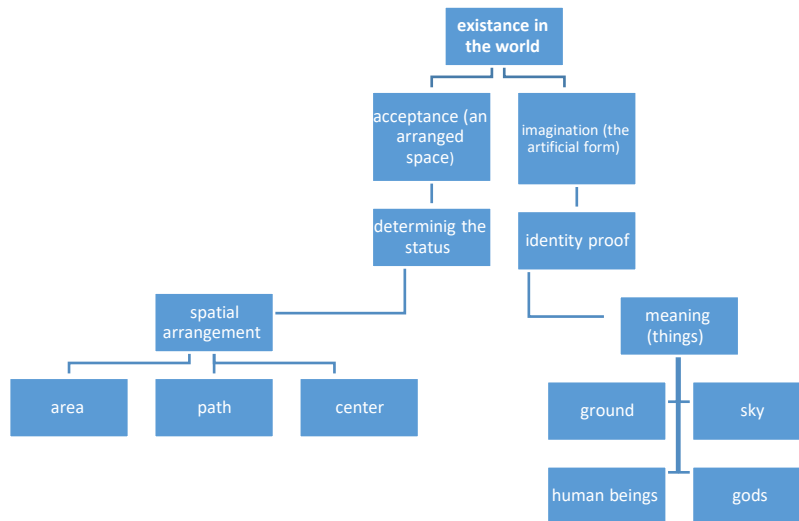 existance in
the world
acceptance (an
arranged
space)
imagination (the
artificial form)
determinig the
status
identity proof
spatial
arrangement
meaning
(things)
area
path
center
ground
sky
human beings
gods